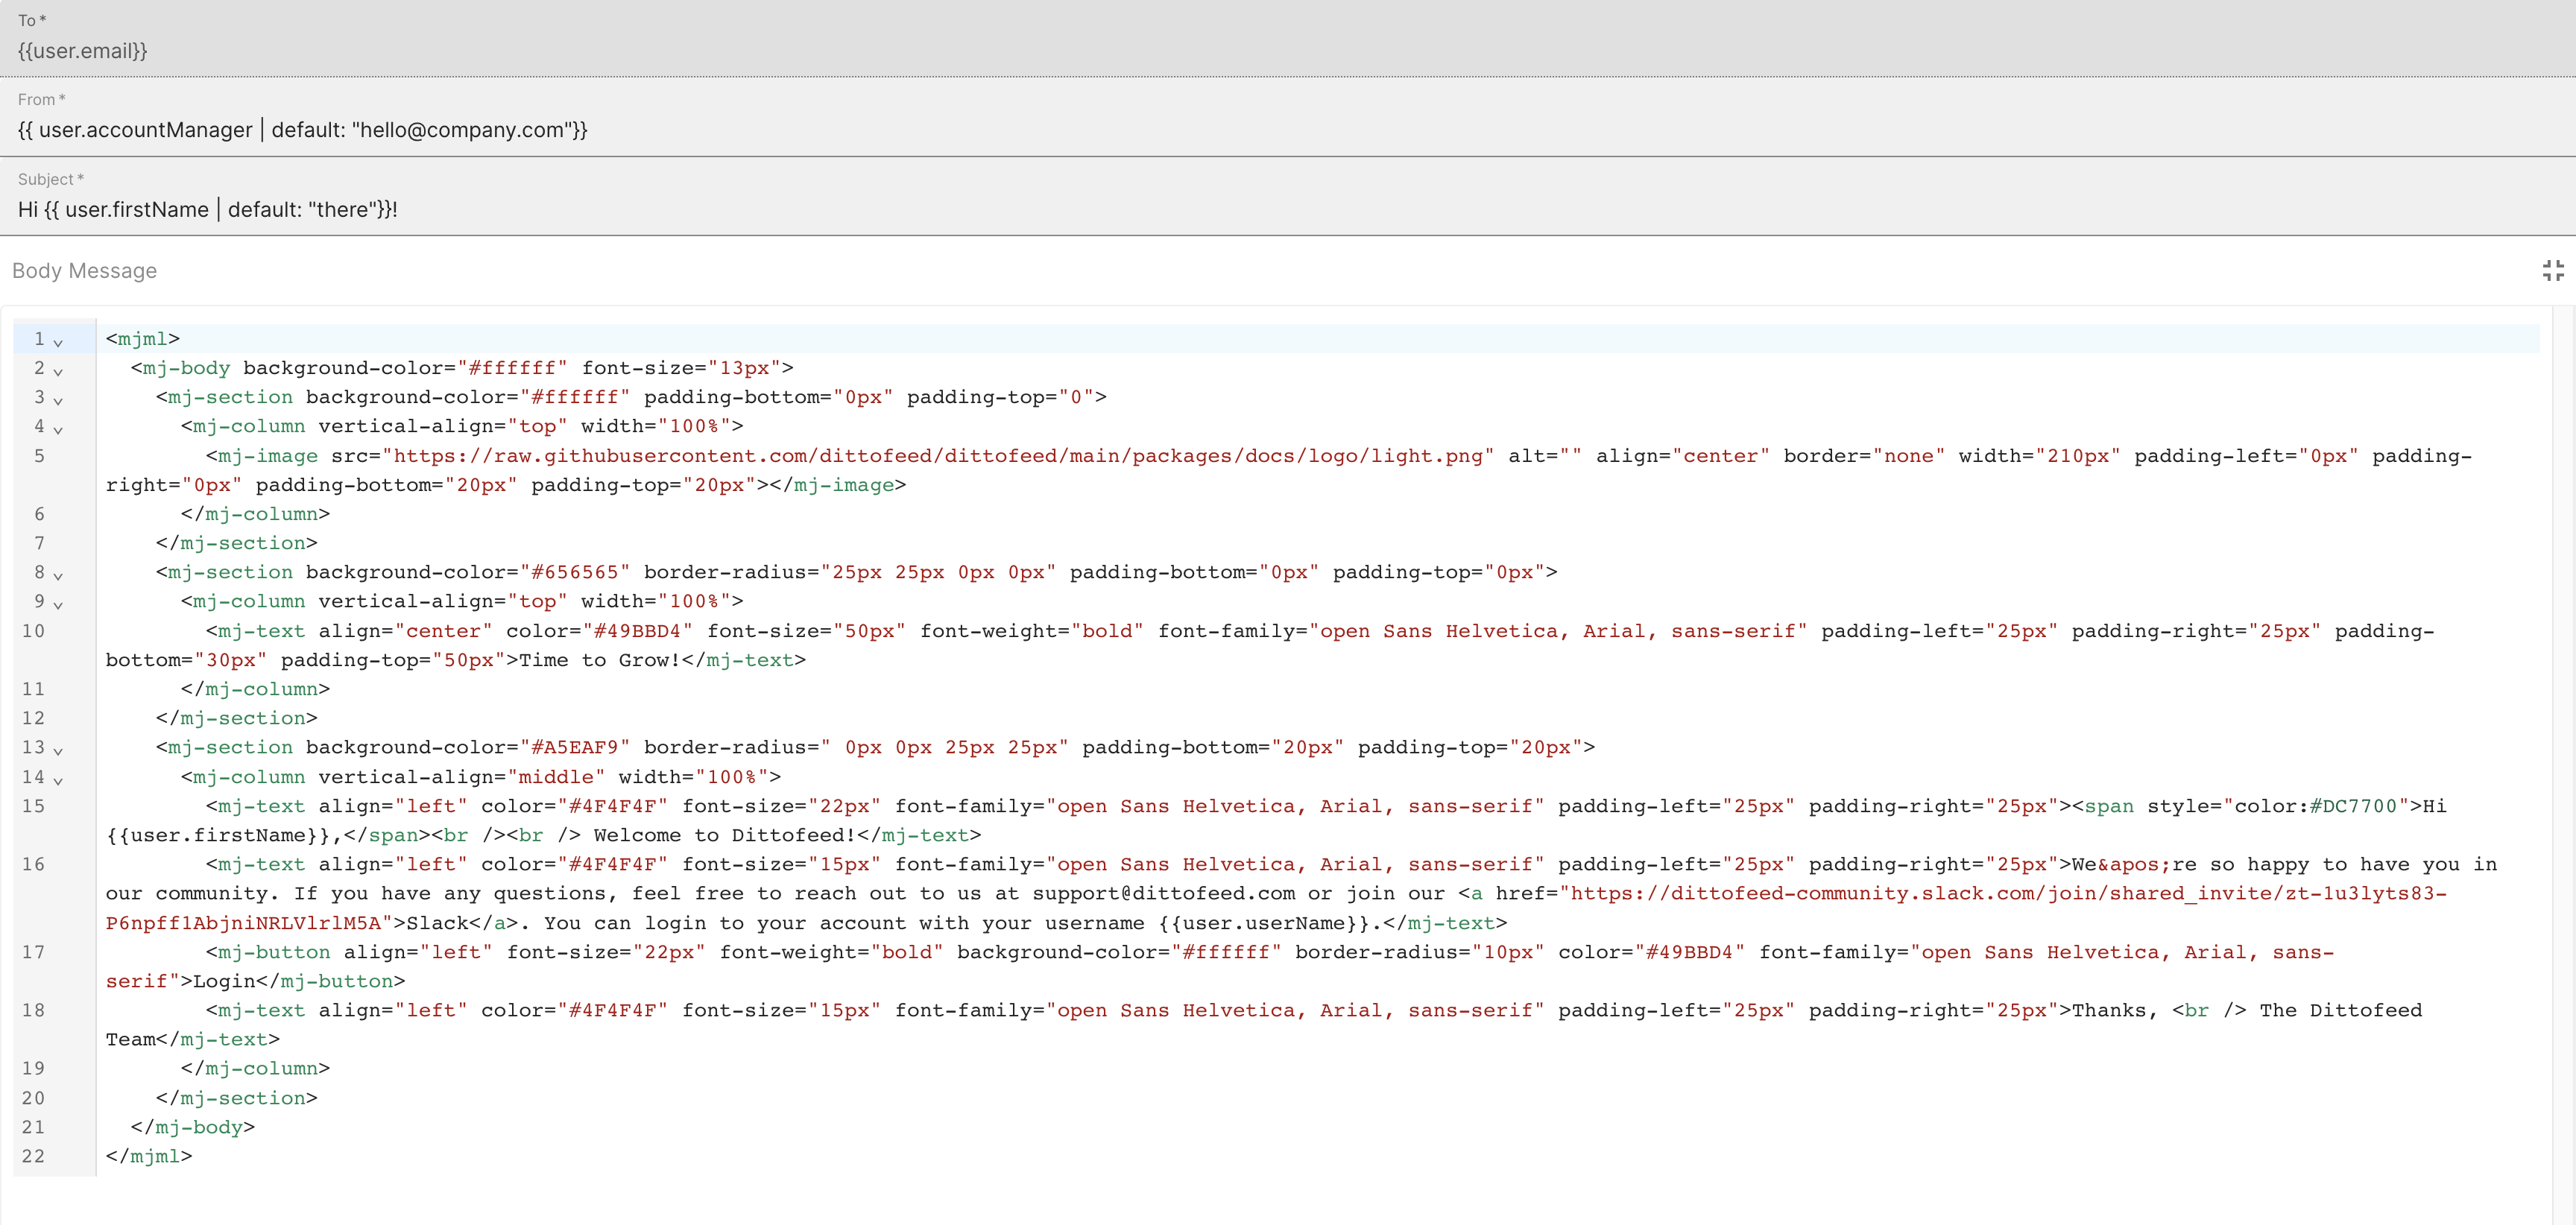 To *
{{user.email}}
From *
{{ user.accountManager | default: "hello@company.com"}}
Subject *
Hi {{ user.firstName | default: "there"}}!
Body Message
1 <mjml>
2 <mj-body background-color="#ffffff" font-size="13px">
3 <mj-section background-color="#ffffff" padding-bottom="0px" padding-top="0">
4 <mj-column vertical-align="top" width="100%">
5 <mj-image src="https://raw.githubusercontent.com/dittofeed/dittofeed/main/packages/docs/logo/light.png" alt="" align="center" border="none" width="210px" padding-left="0px" padding-
right="0px" padding-bottom="20px" padding-top="20px"></mj-image>
6 </mj-column>
7 </mj-section>
8 <mj-section background-color="#656565" border-radius="25px 25px 0px 0px" padding-bottom="0px" padding-top="0px">
9 <mj-column vertical-align="top" width="100%">
10 <mj-text align="center" color="#49BBD4" font-size="50px" font-weight="bold" font-family="open Sans Helvetica, Arial, sans-serif" padding-left="25px" padding-right="25px" padding-
bottom="30px" padding-top="50px">Time to Grow!</mj-text>
11 </mj-column>
12 </mj-section>
13 <mj-section background-color="#A5EAF9" border-radius=" 0px 0px 25px 25px" padding-bottom="20px" padding-top="20px">
14 <mj-column vertical-align="middle" width="100%">
15 <mj-text align="left" color="#4F4F4F" font-size="22px" font-family="open Sans Helvetica, Arial, sans-serif" padding-left="25px" padding-right="25px"><span style="color:#DC7700">Hi
{{user.firstName}},</span><br /><br /> Welcome to Dittofeed!</mj-text>
16 <mj-text align="left" color="#4F4F4F" font-size="15px" font-family="open Sans Helvetica, Arial, sans-serif" padding-left="25px" padding-right="25px">We&apos;re so happy to have you in
our community. If you have any questions, feel free to reach out to us at support@dittofeed.com or join our <a href="https://dittofeed-community.slack.com/join/shared_invite/zt-1u3lyts83-
P6npff1AbjniNRLVlrlM5A">Slack</a>. You can login to your account with your username {{user.userName}}.</mj-text>
17 <mj-button align="left" font-size="22px" font-weight="bold" background-color="#ffffff" border-radius="10px" color="#49BBD4" font-family="open Sans Helvetica, Arial, sans-
serif">Login</mj-button>
18 <mj-text align="left" color="#4F4F4F" font-size="15px" font-family="open Sans Helvetica, Arial, sans-serif" padding-left="25px" padding-right="25px">Thanks, <br /> The Dittofeed
Team</mj-text>
19 </mj-column>
20 </mj-section>
21 </mj-body>
22 </mjml>